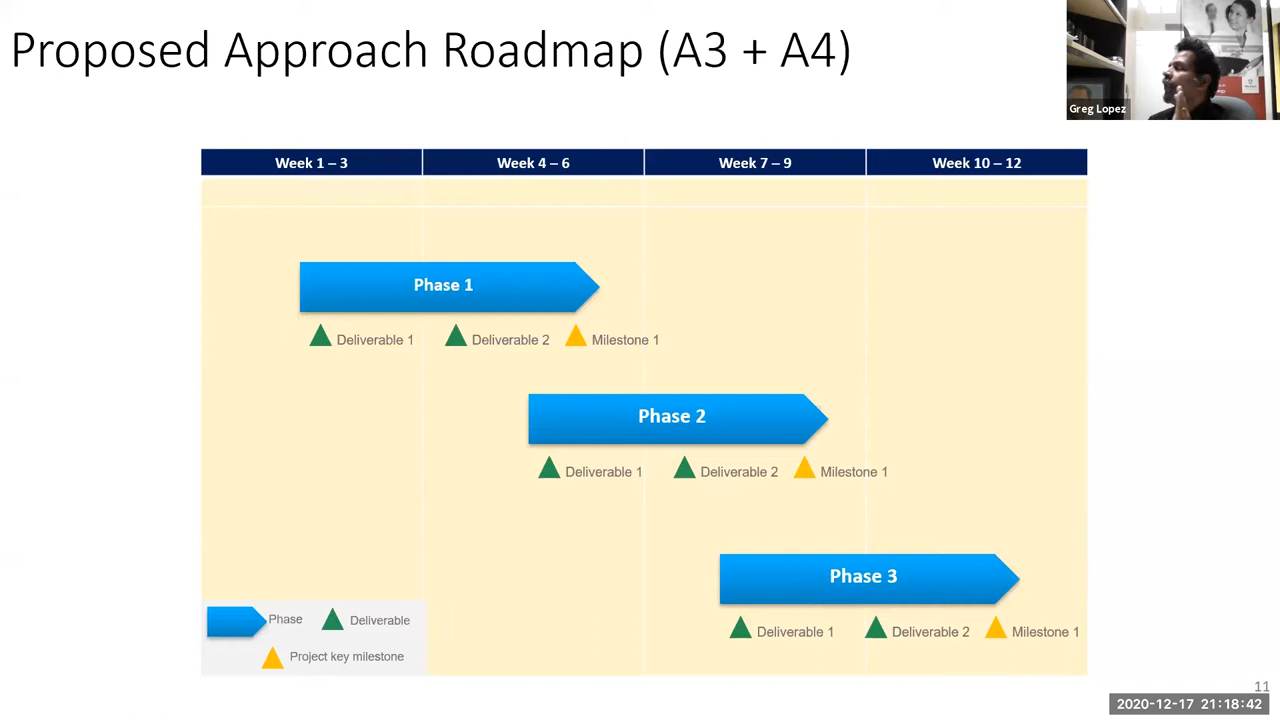 Proposed Approach Roadmap (A3 + A4)
Greg Lopez
Week 1 – 3 Week 4 – 6 Week 7 – 9 Week 10 – 12
Phase 1
Deliverable 1 Deliverable 2 Milestone 1
Phase 2
Deliverable 1 Deliverable 2 Milestone 1
Phase 3
Deliverable 1 Deliverable 2 Milestone 1
Phase Deliverable
Project key milestone
11
2020-12-17 21:18:42